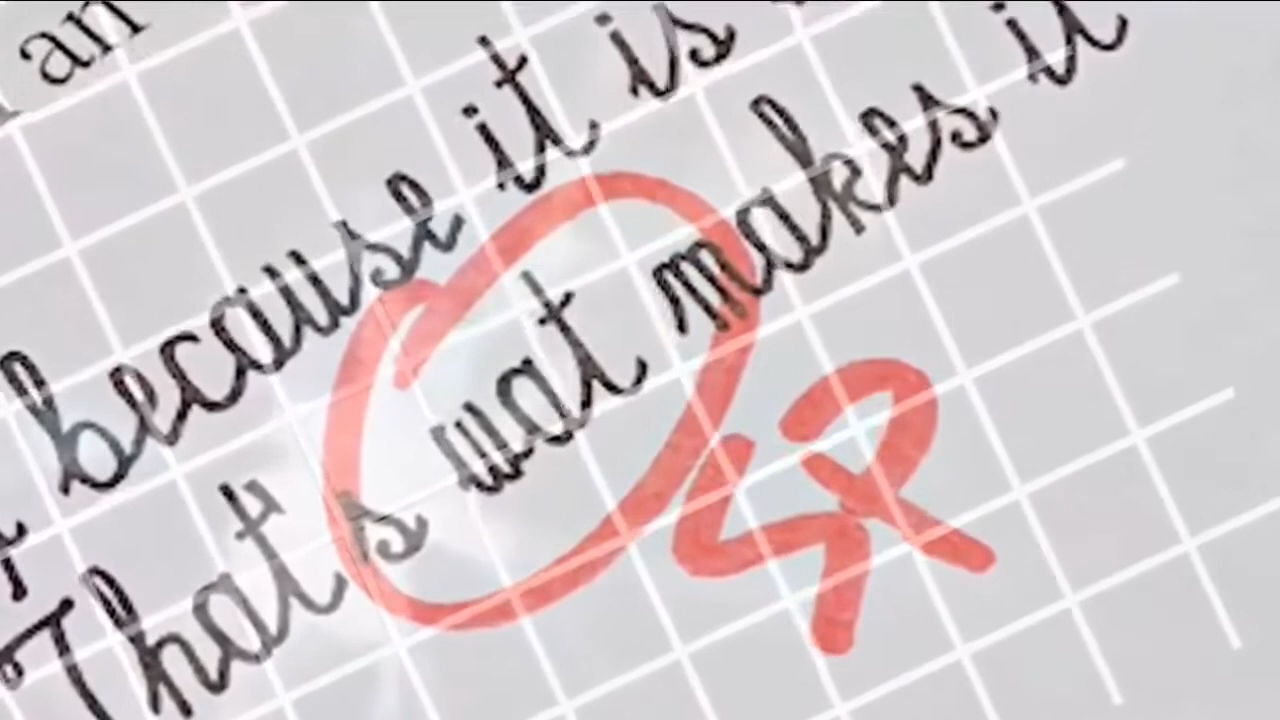 an
because it is
That's wat makes it
SP